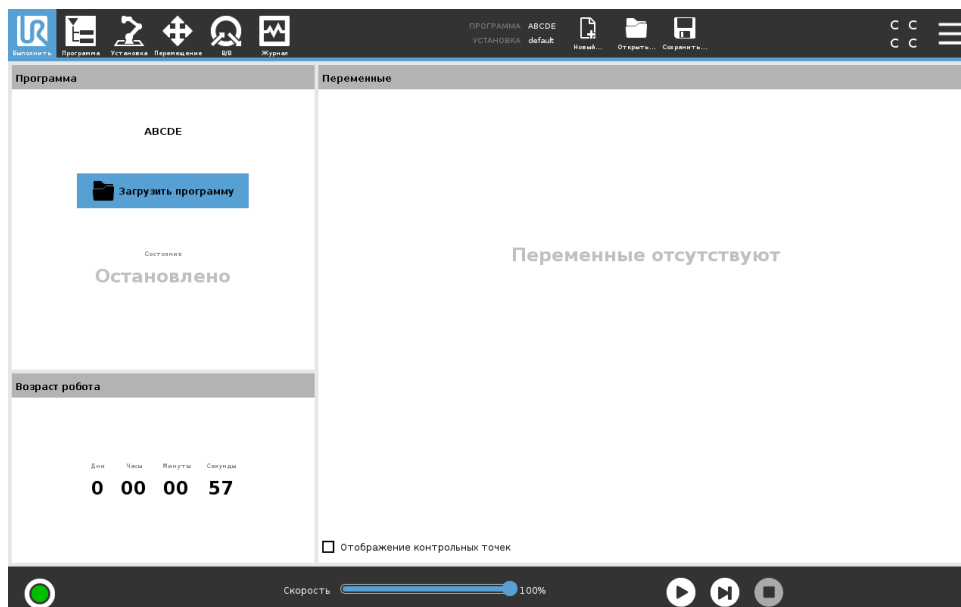 ПРОГРАММА ABCDE
УСТАНОВКА default
C C
C C
Выполнить Программа Установка Перемещение В/В Журнал
Новый... Открыть... Сохранить...
Программа
Переменные
ABCDE
Загрузить программу
Состояние
Остановлено
Переменные отсутствуют
Возраст робота
Дни Часы Минуты Секунды
0 00 00 57
Отображение контрольных точек
Скорость 100%